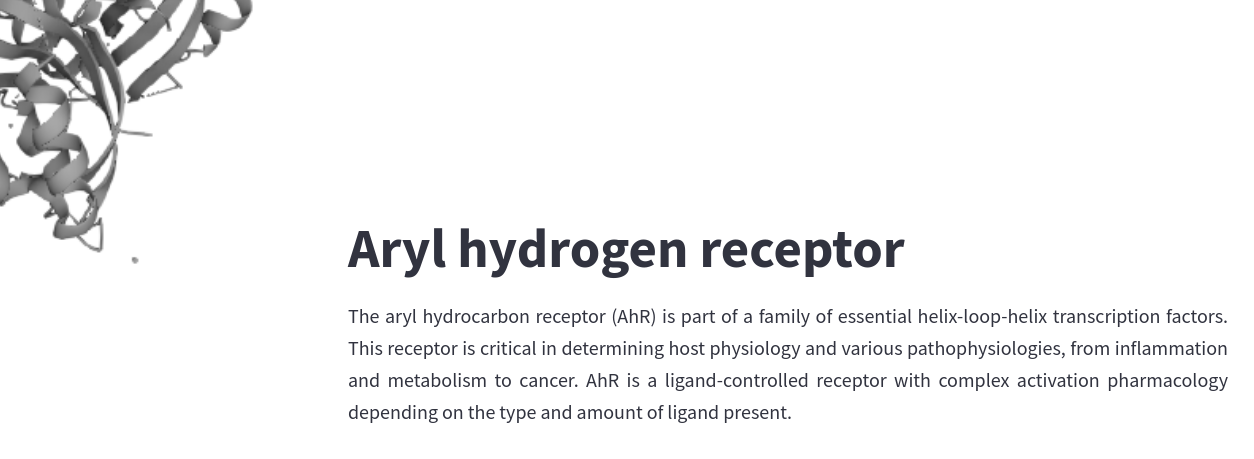 Aryl hydrogen receptor
The aryl hydrocarbon receptor (AhR) is part of a family of essential helix-loop-helix transcription factors.
This receptor is critical in determining host physiology and various pathophysiologies, from inflammation
and metabolism to cancer. AhR is a ligand-controlled receptor with complex activation pharmacology
depending on the type and amount of ligand present.